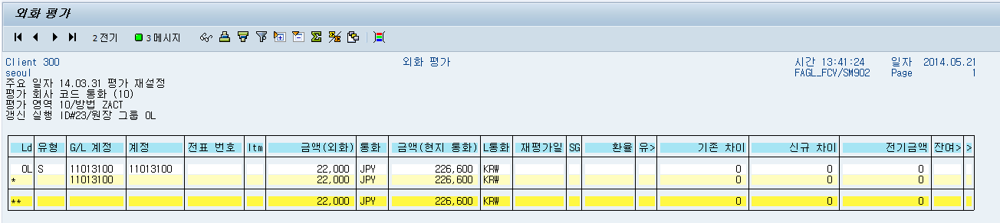 외화 평가
2 전기 3 메시지
Client 300 외화 평가 시간 13:41:24 일자 2014.05.21
seoul FAGL_FCV/SM902 Page 1
주요 일자 14.03.31 평가 재설정
평가 회사 코드 통화 (10)
평가 영역 10/방법 ZACT
갱신 실행 ID#23/원장 그룹 0L
Ld 유형 G/L 계정 계정 전표 번호 Itm 금액(외화) 통화 금액(현지 통화) L통화 재평가일 SG 환율 유> 기존 차이 신규 차이 전기금액 잔여> >
0L S 11013100 11013100 22,000 JPY 226,600 KRW 0 0 0
* 11013100 22,000 JPY 226,600 KRW 0 0 0
** 22,000 JPY 226,600 KRW 0 0 0